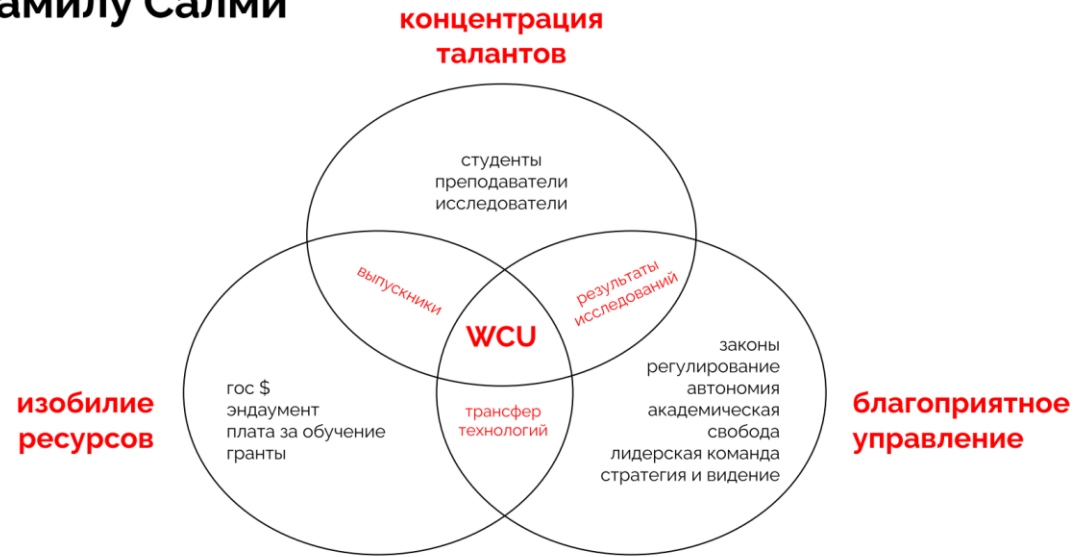 амилу Салми
концентрация
талантов
студенты
преподаватели
исследователи
выпускники
результаты
исследований
WCU
изобилие
ресурсов
гос $
эндаумент
плата за обучение
гранты
трансфер
технологий
законы
регулирование
автономия
академическая
свобода
лидерская команда
стратегия и видение
благоприятное
управление